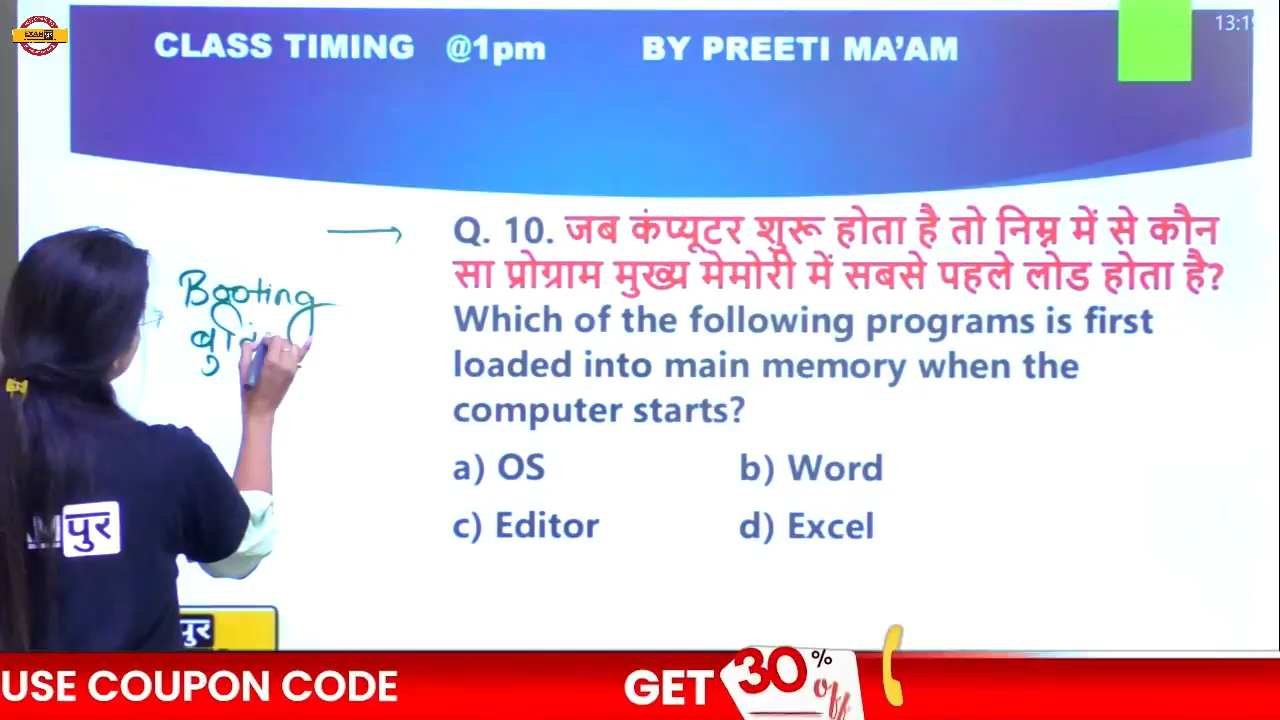 CLASS TIMING @1pm BY PREETI MA'AM
13:19
Q. 10. जब कंप्यूटर शुरू होता है तो निम्न में से कौन
सा प्रोग्राम मुख्य मेमोरी में सबसे पहले लोड होता है?
Booting
Which of the following programs is first
loaded into main memory when the
computer starts?
a) OS b) Word
c) Editor d) Excel
पुर
पुर
USE COUPON CODE GET 30% off